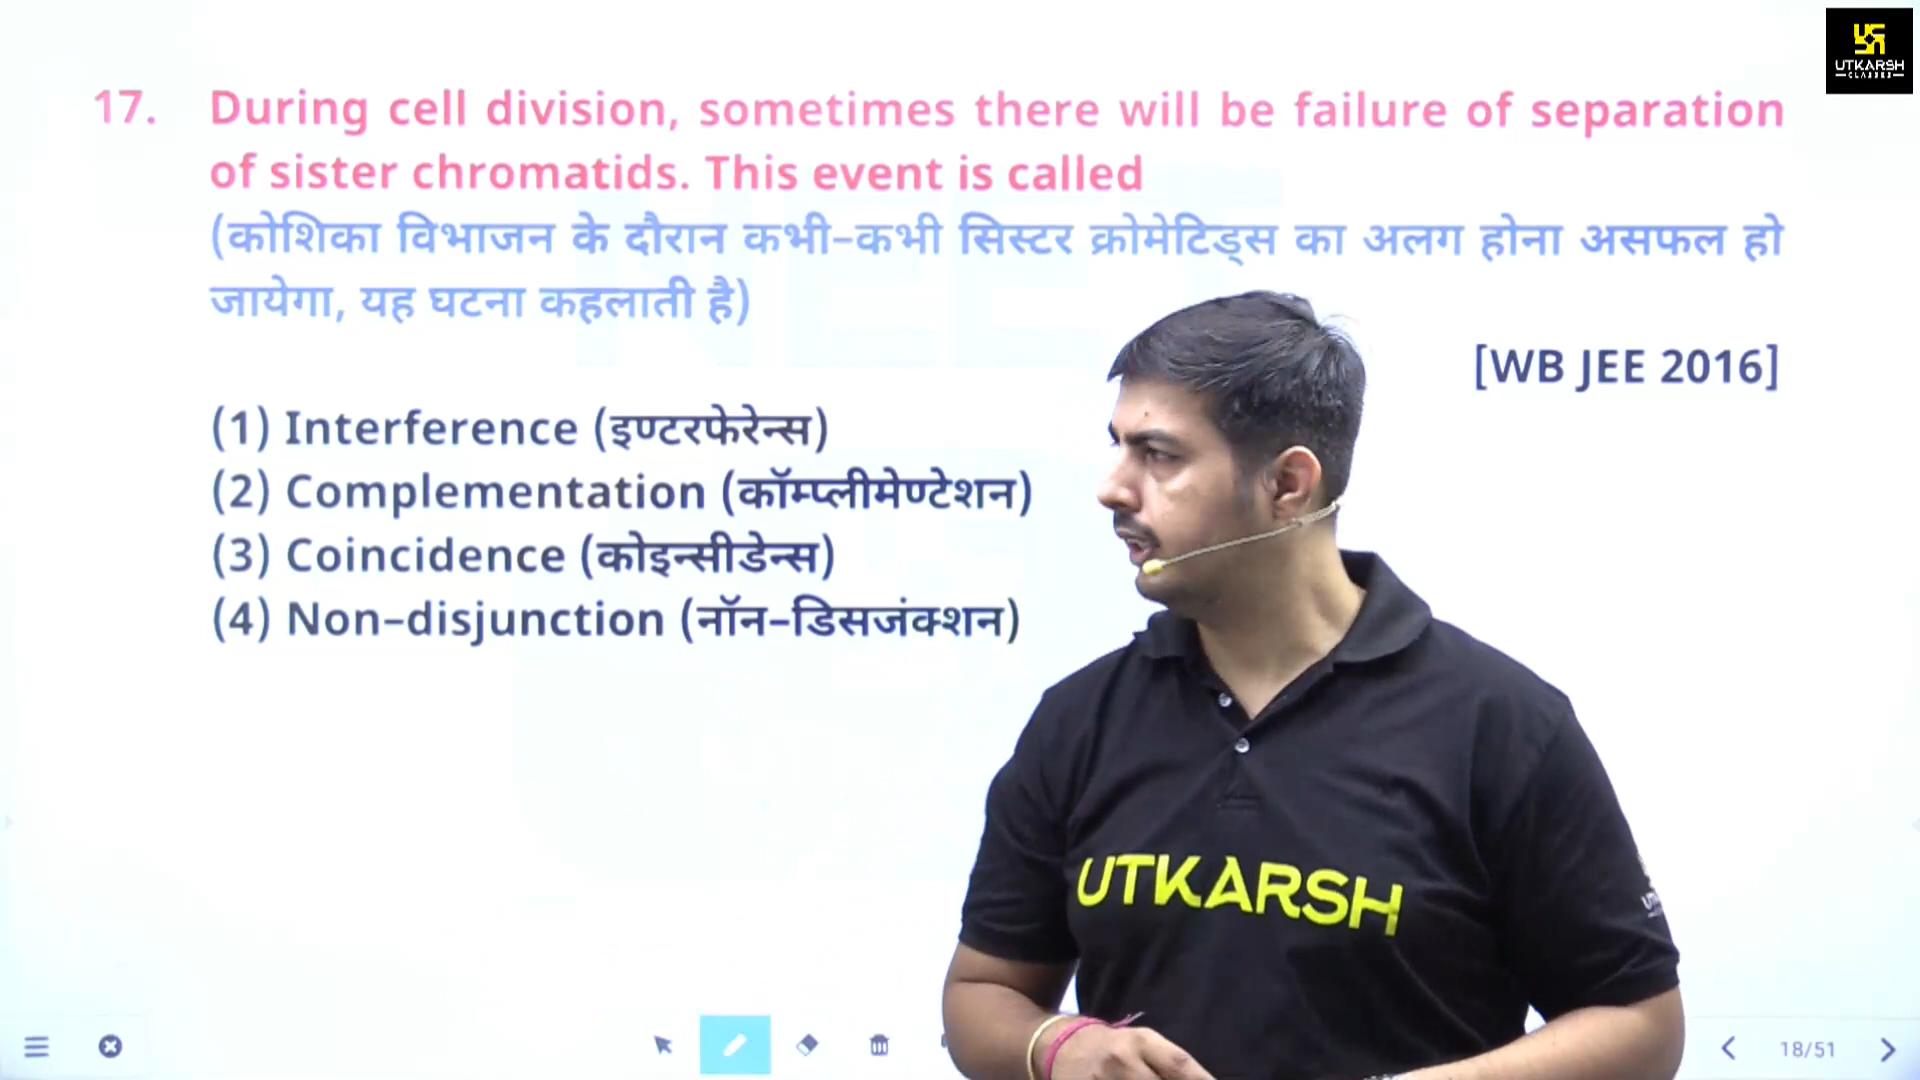 UTKARSH
CLASSES
17. During cell division, sometimes there will be failure of separation
of sister chromatids. This event is called
(कोशिका विभाजन के दौरान कभी–कभी सिस्टर क्रोमेटिड्स का अलग होना असफल हो
जायेगा, यह घटना कहलाती है)
[WB JEE 2016]
(1) Interference (इण्टरफेरेन्स)
(2) Complementation (कॉम्प्लीमेण्टेशन)
(3) Coincidence (कोइन्सीडेन्स)
(4) Non–disjunction (नॉन–डिसजंक्शन)
UTKARSH
18/51